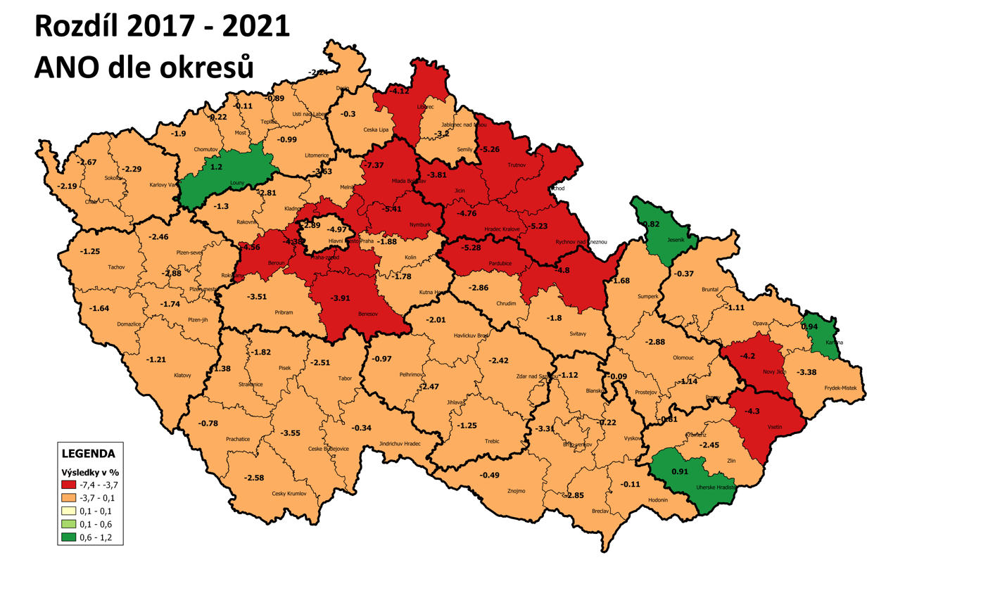 Rozdíl 2017 - 2021
ANO dle okresů
-2.24
Decin
-4.12
-0.89
-0.11
Liberec
-0.22
Usti nad Labem
-0.3
Teplice
Jablonec nad Nisou
Ceska Lipa
-1.9
Most
-3.2
-0.99
Chomutov
Semily
-5.26
Litomerice
-2.67
-7.37
Trutnov
-2.29
1.2
-3.63
-3.81
Sokolov
Mlada Boleslav
Louny
-2.19
Karlovy Vary
Melnik
Jicin
-2.81
Cheb
-1.3
Kladno
-5.41
-4.76
Rakovnik
-2.89
-4.97
Nymburk
Hradec Kralove
-5.23
0.82
-2.46
-4.56
-4.38
Hlavni mesto Praha
-1.88
Rychnov nad Kneznou
Jesenik
-1.25
Plzen-sever
-5.28
Praha-zapad
Kolin
Tachov
Beroun
Pardubice
-4.8
-2.88
Rokycany
-1.78
-0.37
Plzen-mesto
-1.68
-3.51
-2.86
Kutna Hora
Bruntal
-1.64
-1.74
-3.91
Chrudim
Sumperk
-1.11
Pribram
Benesov
-1.8
Domazlice
Plzen-jih
-2.01
Opava
0.94
Havlickuv Brod
Svitavy
Karvina
-1.82
-2.88
-1.21
-2.51
-0.97
-2.42
-4.2
Olomouc
-1.38
Pisek
-3.38
Klatovy
Tabor
Pelhrimov
Zdar nad Sazavou
-1.12
-0.09
Nowy Jicin
Strakonice
-2.47
-1.14
Frydek-Mistek
Blansko
Prostejov
Jihlava
Prerov
-4.3
-0.78
-0.34
-1.25
-3.31
-0.22
-0.81
Vsetin
-3.55
Prachatice
Jindrichuv Hradec
Trebic
Brno-venkov
Vyskov
Kromeriz
-2.45
Ceske Budejovice
Zlin
-2.58
-0.49
0.91
-0.11
Uherske Hradiste
Cesky Krumlov
Znojmo
-2.85
Hodonin
Breclav
LEGENDA
Výsledky v %
-7,4 - -3,7
-3,7 - 0,1
0,1 - 0,1
0,1 - 0,6
0,6 - 1,2